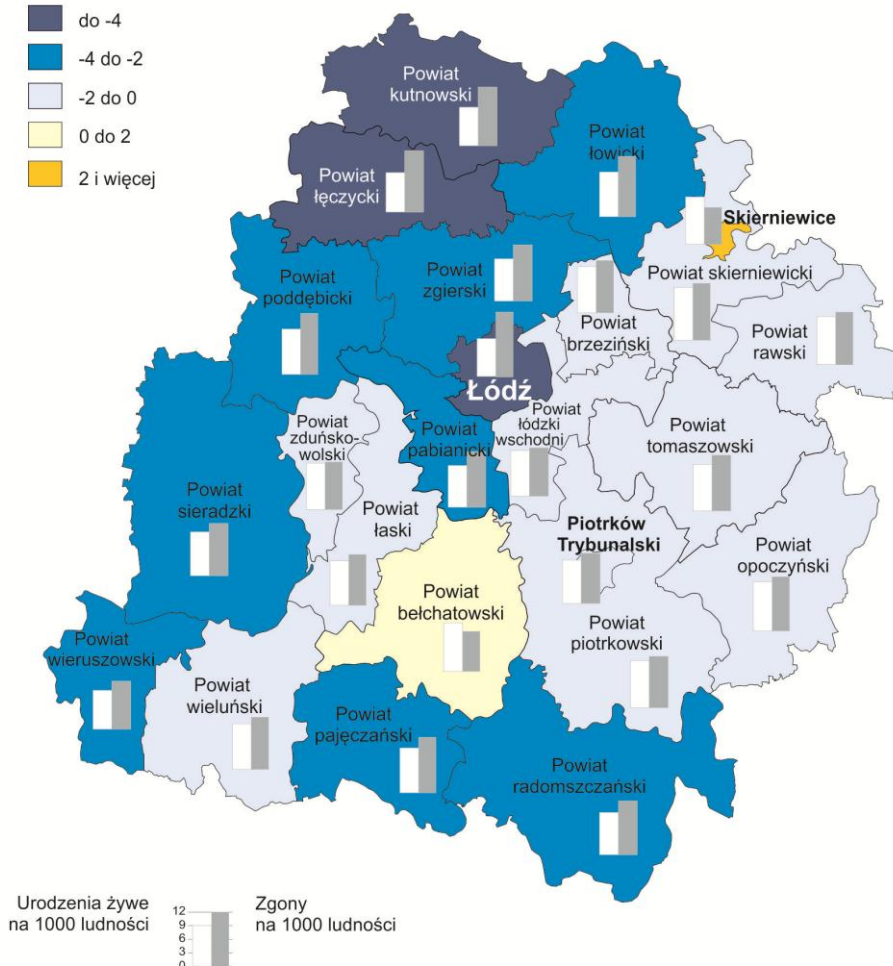 do -4
-4 do -2
-2 do 0
0 do 2
2 i więcej
Powiat
kutnowski
Powiat
łęczycki
Powiat
łowicki
Skierniewice
Powiat skierniewicki
Powiat
poddębicki
Powiat
zgierski
Powiat
brzeziński
Powiat
rawski
Łódź
Powiat
zduńsko-
wolski
Powiat
pabianicki
Powiat
łódzki
wschodni
Powiat
tomaszowski
Powiat
sieradzki
Powiat
łaski
Piotrków
Trybunalski
Powiat
opoczyński
Powiat
bełchatowski
Powiat
piotrkowski
Powiat
wieruszowski
Powiat
wieluński
Powiat
pajęczański
Powiat
radomszczański
Urodzenia żywe
na 1000 ludności
12
9
6
3
0
Zgony
na 1000 ludności